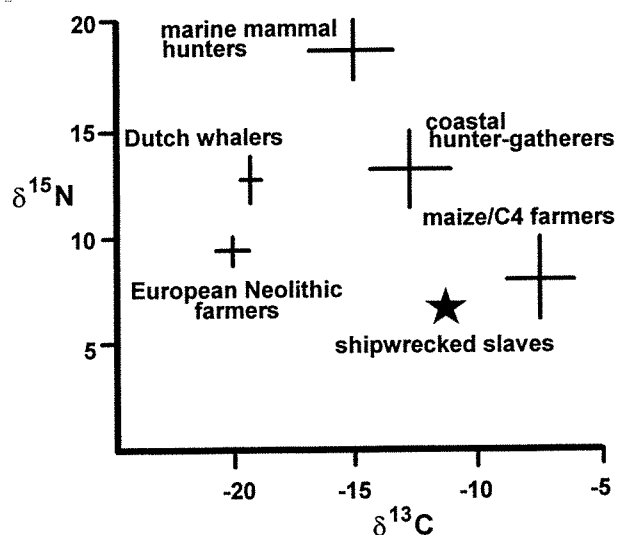 20
marine mammal
hunters
15
Dutch whalers
coastal
hunter-gatherers
δ15N
maize/C4 farmers
10
European Neolithic
farmers
shipwrecked slaves
5
-20 -15 -10 -5
δ13C